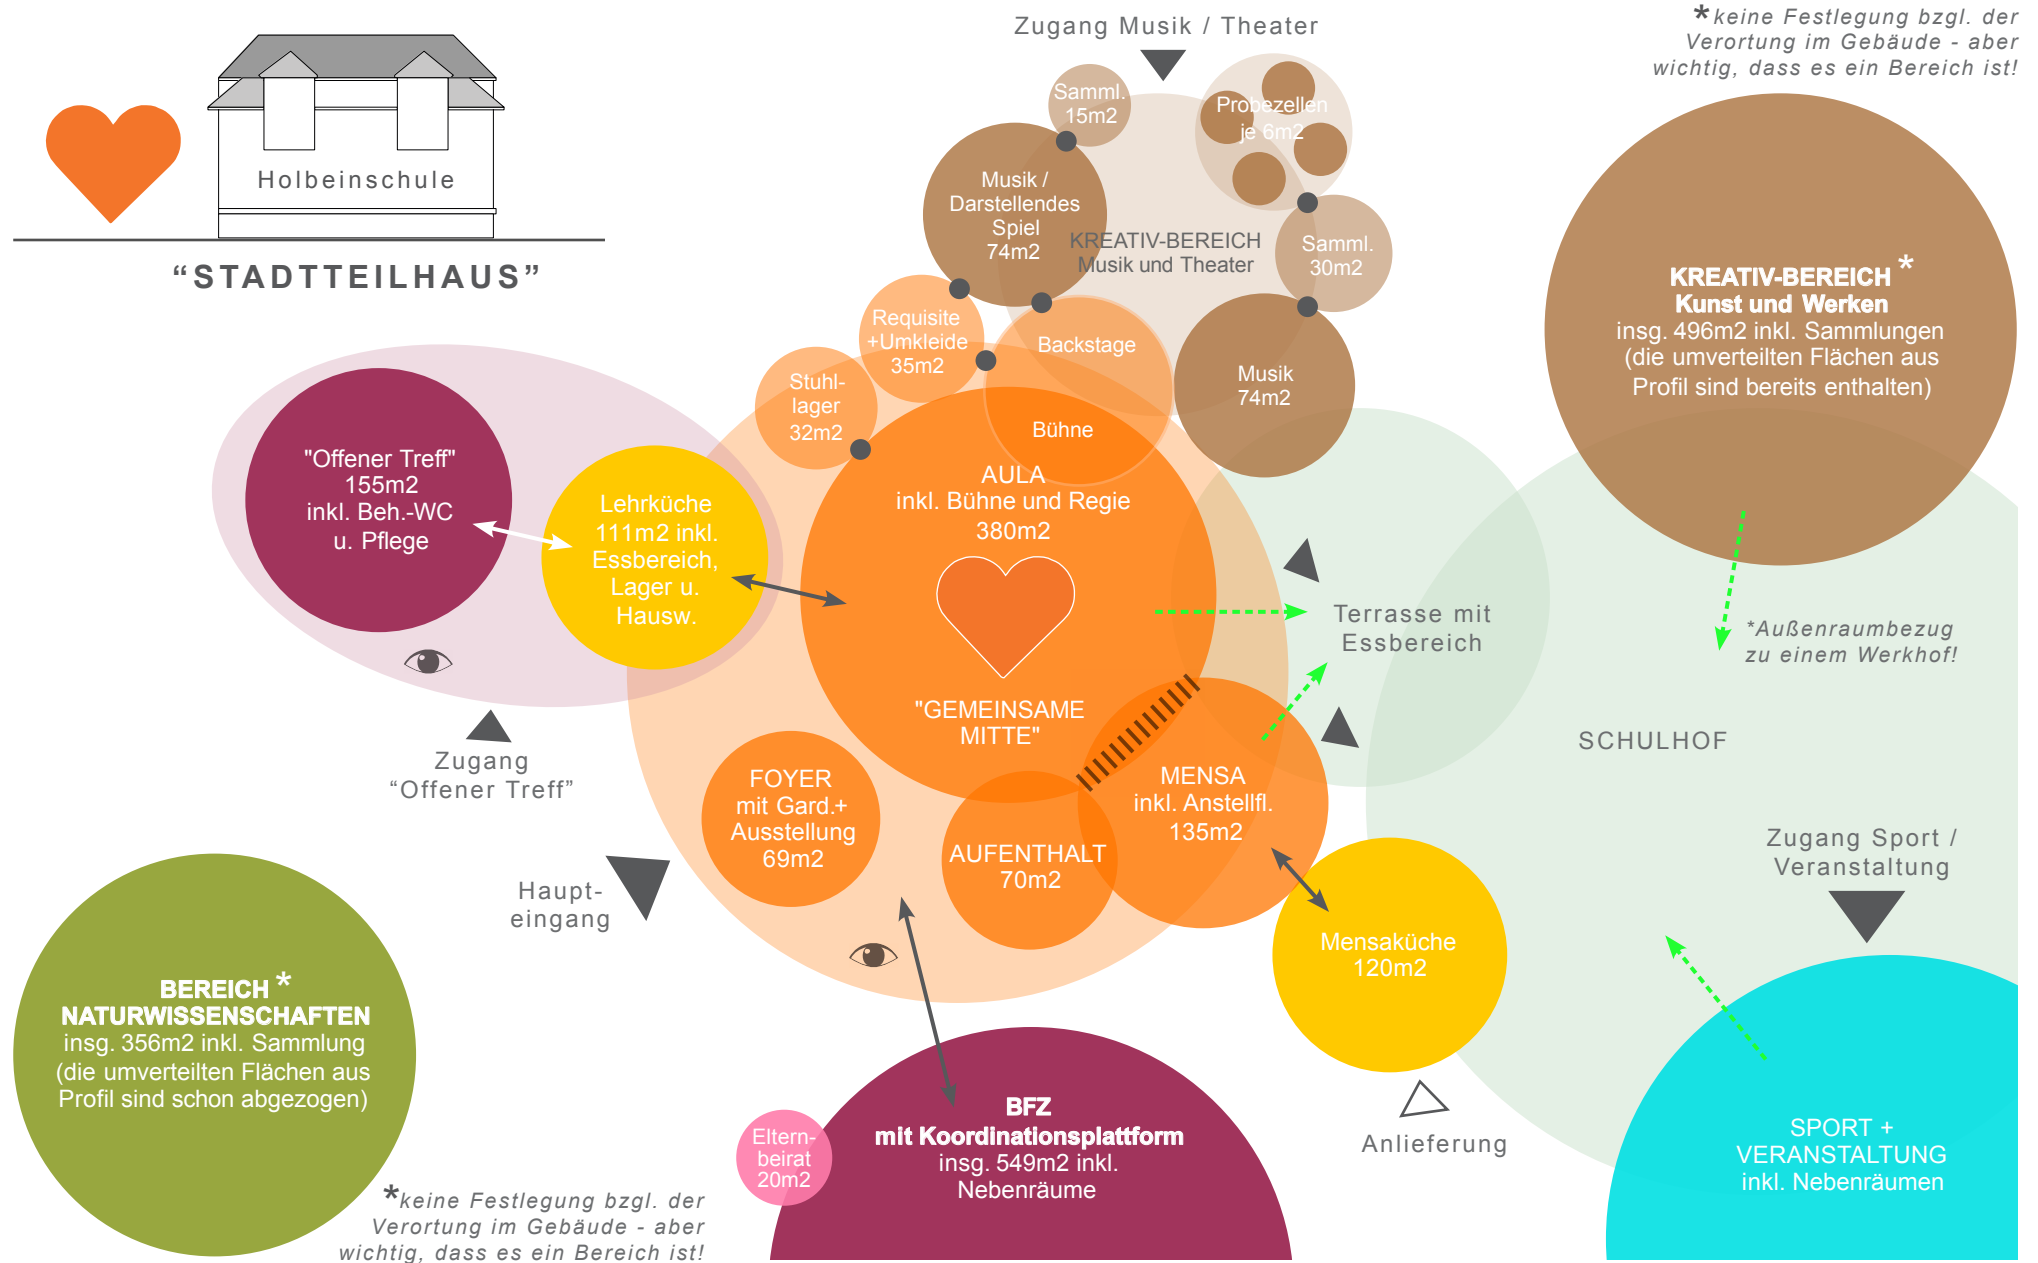 Holbeinschule
“STADTTEILHAUS”
Zugang Musik / Theater
*keine Festlegung bzgl. der
Verortung im Gebäude - aber
wichtig, dass es ein Bereich ist!
Samml.
15m2
Probezellen
je 6m2
Musik /
Darstellendes
Spiel
74m2
KREATIV-BEREICH
Musik und Theater
Samml.
30m2
Requisite
+Umkleide
35m2
Backstage
Stuhl-
lager
32m2
Musik
74m2
Bühne
KREATIV-BEREICH *
Kunst und Werken
insg. 496m2 inkl. Sammlungen
(die umverteilten Flächen aus
Profil sind bereits enthalten)
"Offener Treff"
155m2
inkl. Beh.-WC
u. Pflege
Lehrküche
111m2 inkl.
Essbereich,
Lager u.
Hausw.
AULA
inkl. Bühne und Regie
380m2
"GEMEINSAME
MITTE"
Terrasse mit
Essbereich
*Außenraumbezug
zu einem Werkhof!
SCHULHOF
Zugang
“Offener Treff”
FOYER
mit Gard.+
Ausstellung
69m2
AUFENTHALT
70m2
MENSA
inkl. Anstellfl.
135m2
Zugang Sport /
Veranstaltung
Haupt-
eingang
Mensaküche
120m2
BEREICH *
NATURWISSENSCHAFTEN
insg. 356m2 inkl. Sammlung
(die umverteilten Flächen aus
Profil sind schon abgezogen)
Eltern-
beirat
20m2
BFZ
mit Koordinationsplattform
insg. 549m2 inkl.
Nebenräume
Anlieferung
SPORT +
VERANSTALTUNG
inkl. Nebenräumen
*keine Festlegung bzgl. der
Verortung im Gebäude - aber
wichtig, dass es ein Bereich ist!